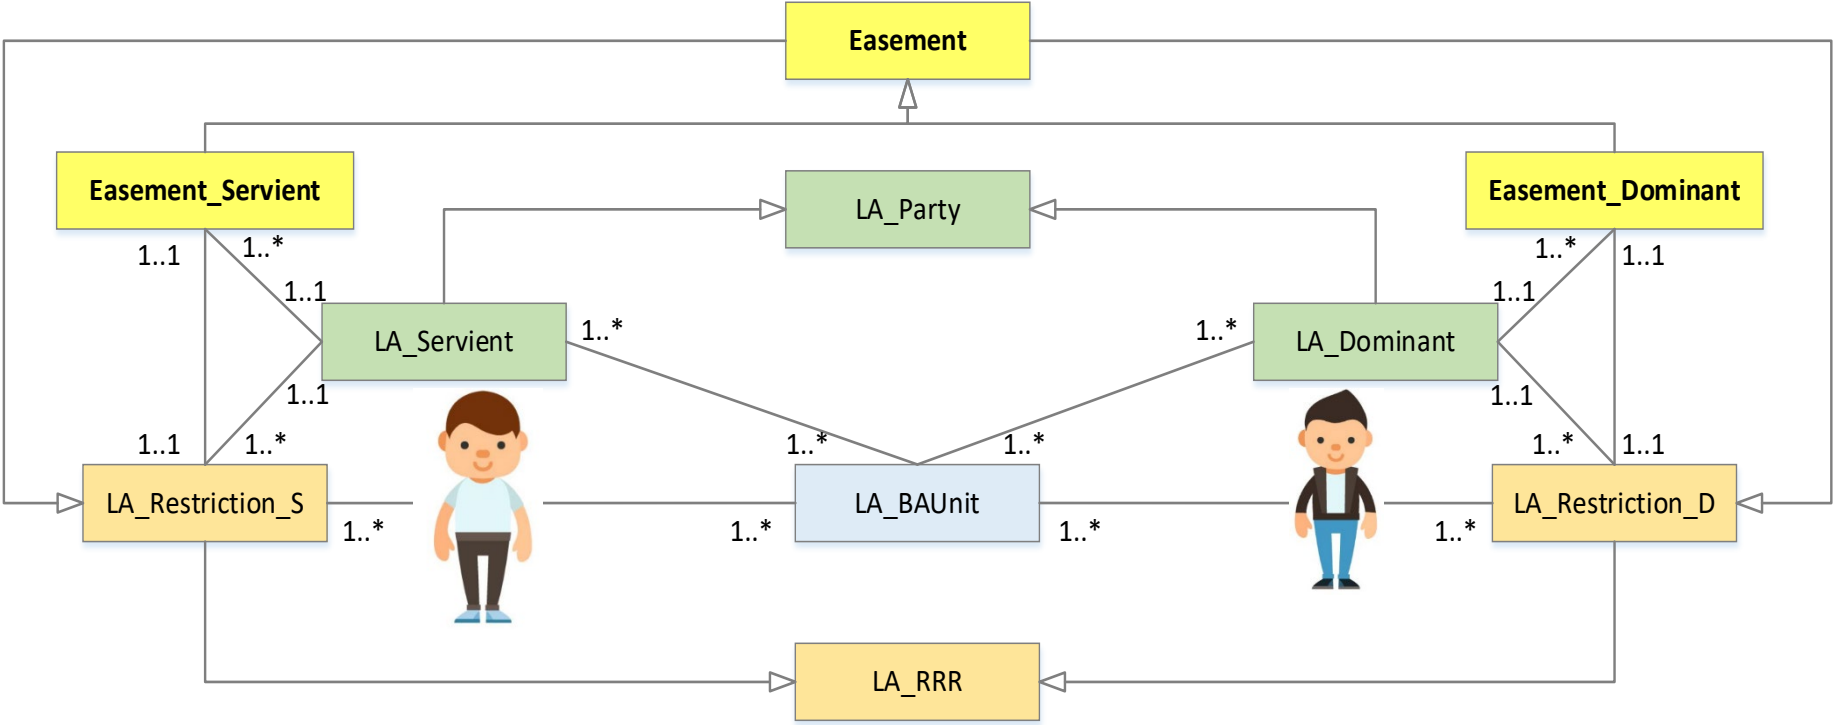 Easement
Easement_Servient
LA_Party
Easement_Dominant
1..1
1..*
1..*
1..1
1..1
1..1
LA_Servient
1..*
1..*
LA_Dominant
1..1
1..1
1..1
1..*
1..*
1..*
1..*
1..1
LA_Restriction_S
LA_BAUnit
LA_Restriction_D
1..*
1..*
1..*
1..*
LA_RRR